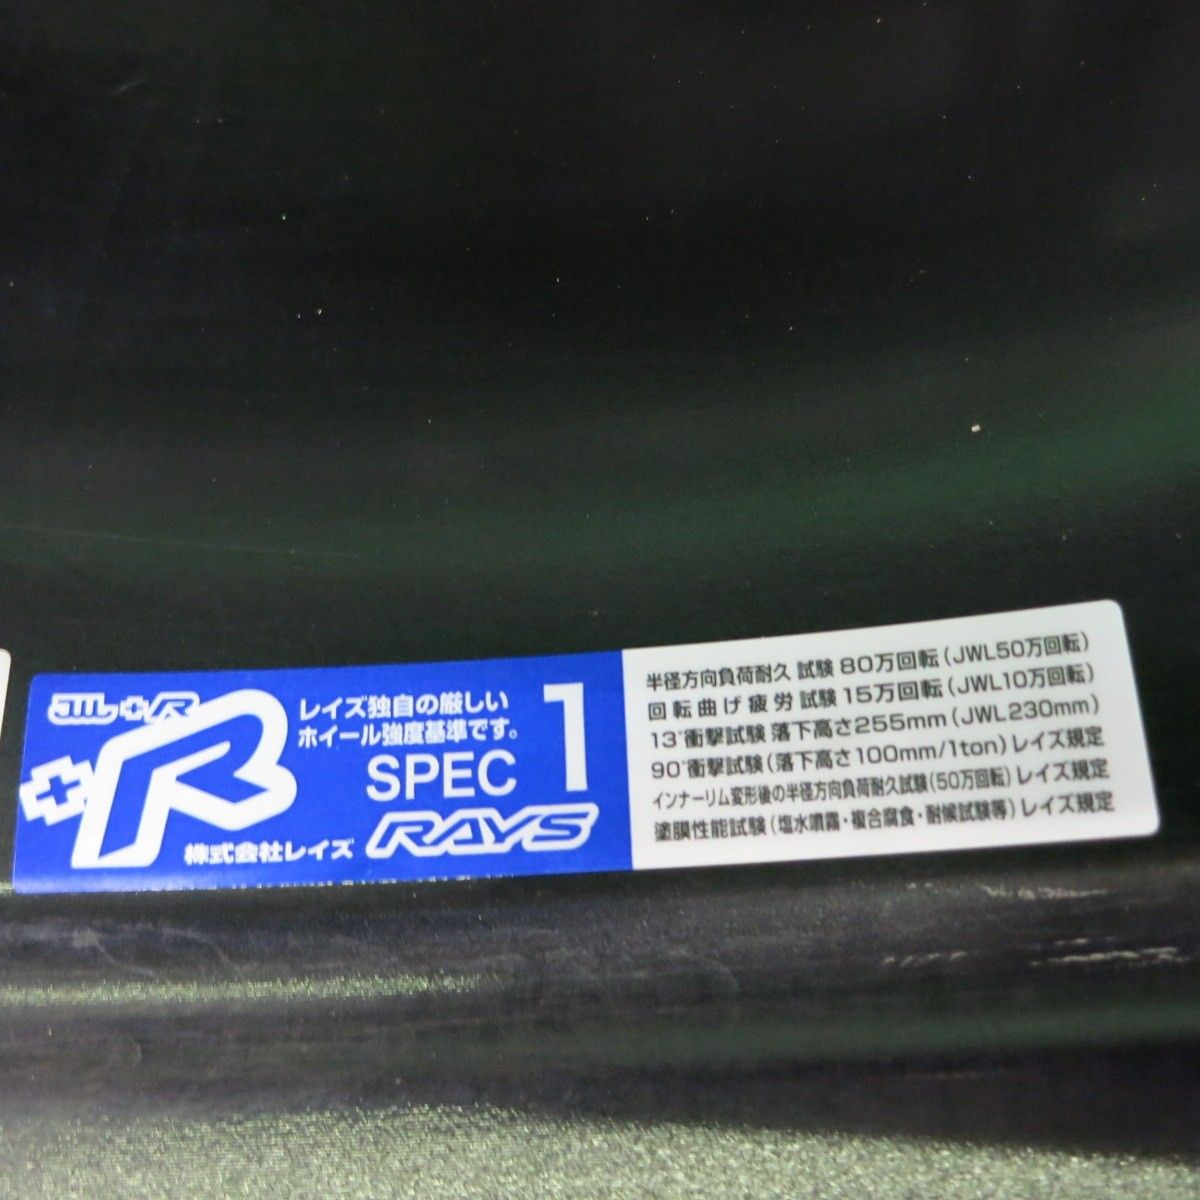 JWL+R
+R
レイズ独自の厳しい
ホイール強度基準です。
SPEC 1
株式会社レイズ RAYS
半径方向負荷耐久 試験 80万回転(JWL50万回転)
回転曲げ疲労試験 15万回転(JWL10万回転)
13°衝撃試験 落下高さ255mm(JWL230mm)
90°衝撃試験(落下高さ100mm/1ton)レイズ規定
インナーリム変形後の半径方向負荷耐久試験(50万回転)レイズ規定
塗膜性能試験(塩水噴霧・複合腐食・耐候試験等)レイズ規定